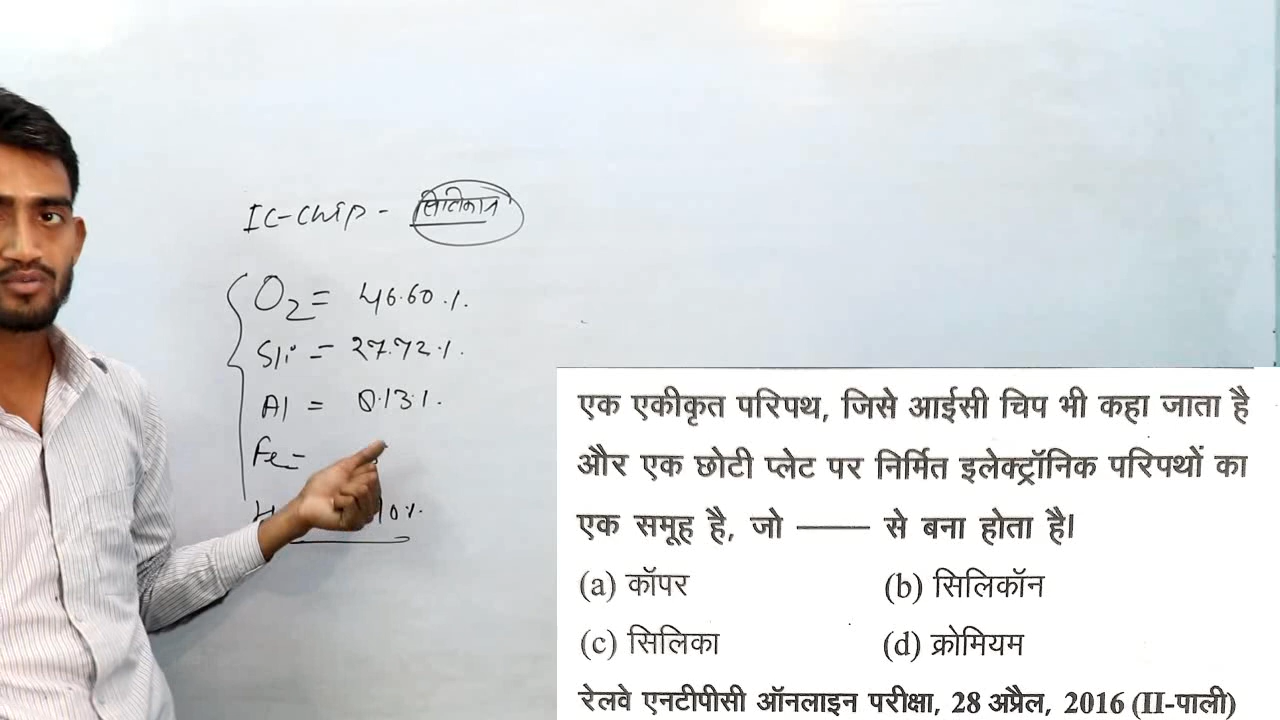 IC-Chip - सिलिकान
O2 = 46.60%.
Si = 27.72%.
Al = 8.13%.
Fe =
H 10%.
एक एकीकृत परिपथ, जिसे आईसी चिप भी कहा जाता है
और एक छोटी प्लेट पर निर्मित इलेक्ट्रॉनिक परिपथों का
एक समूह है, जो —— से बना होता है।
(a) कॉपर (b) सिलिकॉन
(c) सिलिका (d) क्रोमियम
रेलवे एनटीपीसी ऑनलाइन परीक्षा, 28 अप्रैल, 2016 (II-पाली)